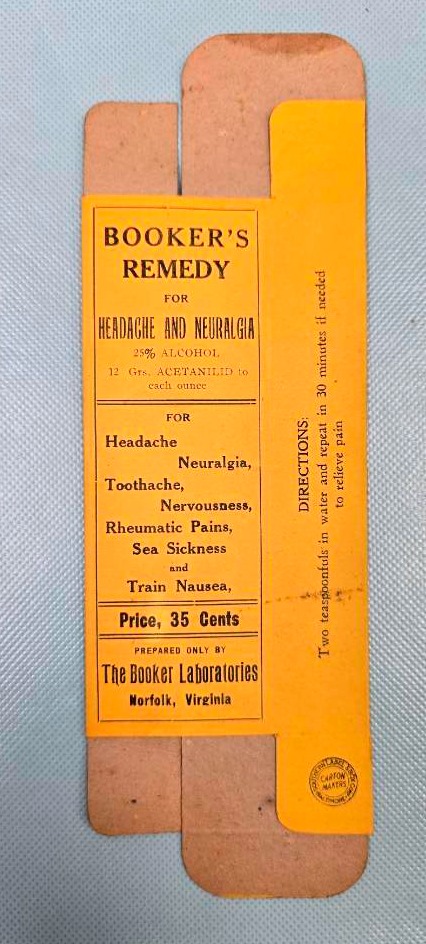 BOOKER'S
REMEDY
FOR
HEADACHE AND NEURALGIA
25% ALCOHOL
12 Grs. ACETANILID to
each ounce
FOR
Headache
Neuralgia,
Toothache,
Nervousness,
Rheumatic Pains,
Sea Sickness
and
Train Nausea,
Price, 35 Cents
PREPARED ONLY BY
The Booker Laboratories
Norfolk, Virginia
DIRECTIONS:
Two teaspoonfuls in water and repeat in 30 minutes if needed
to relieve pain
CARTON
MAKERS